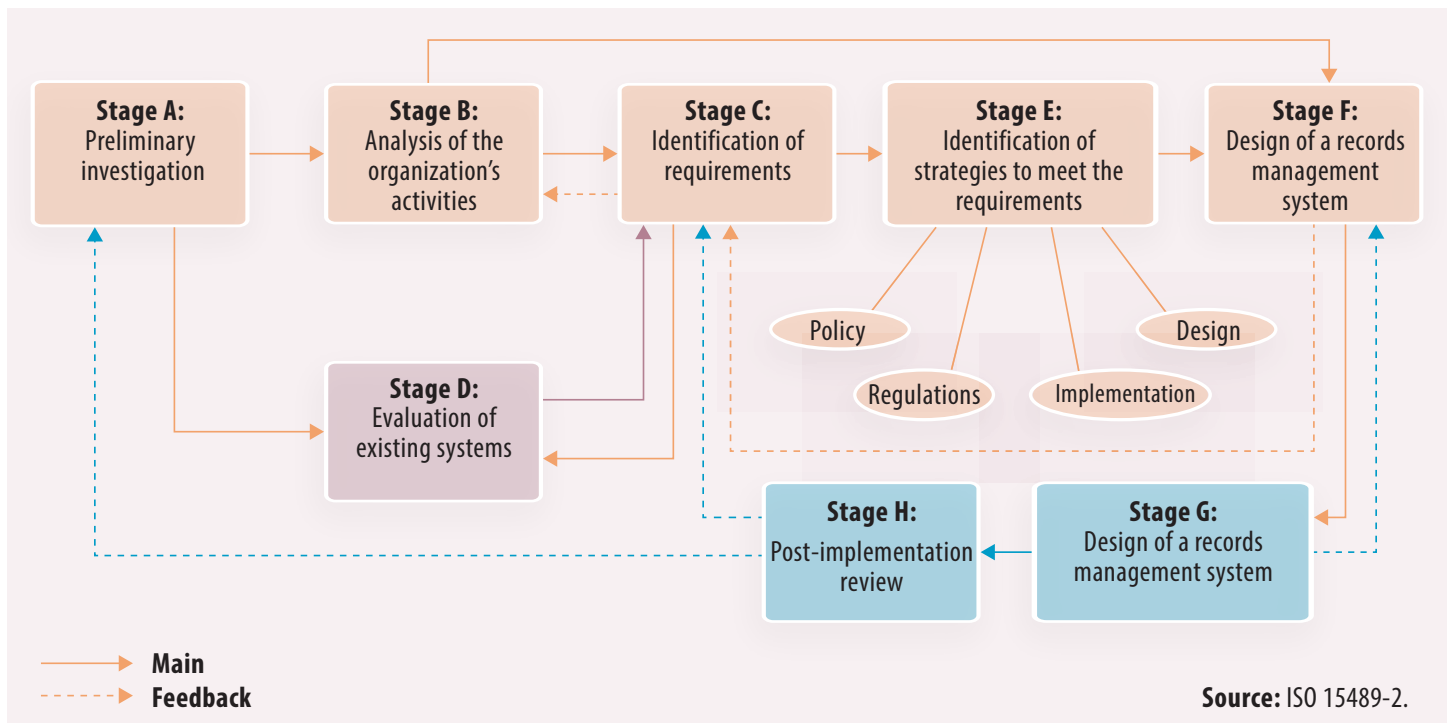 Stage A:
Preliminary
investigation
Stage B:
Analysis of the
organization’s
activities
Stage C:
Identification of
requirements
Stage E:
Identification of
strategies to meet the
requirements
Stage F:
Design of a records
management
system
Policy
Design
Regulations
Implementation
Stage D:
Evaluation of
existing systems
Stage H:
Post-implementation
review
Stage G:
Design of a records
management system
Main
Feedback
Source: ISO 15489-2.